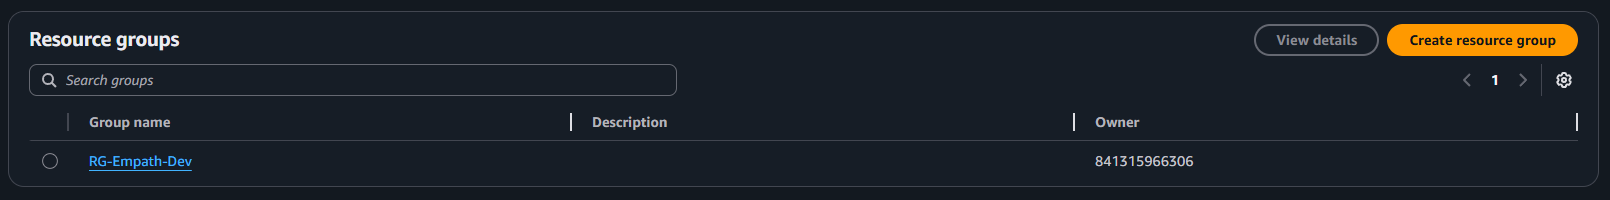 Resource groups
View details
Create resource group
Search groups
1
Group name Description Owner
RG-Empath-Dev 841315966306